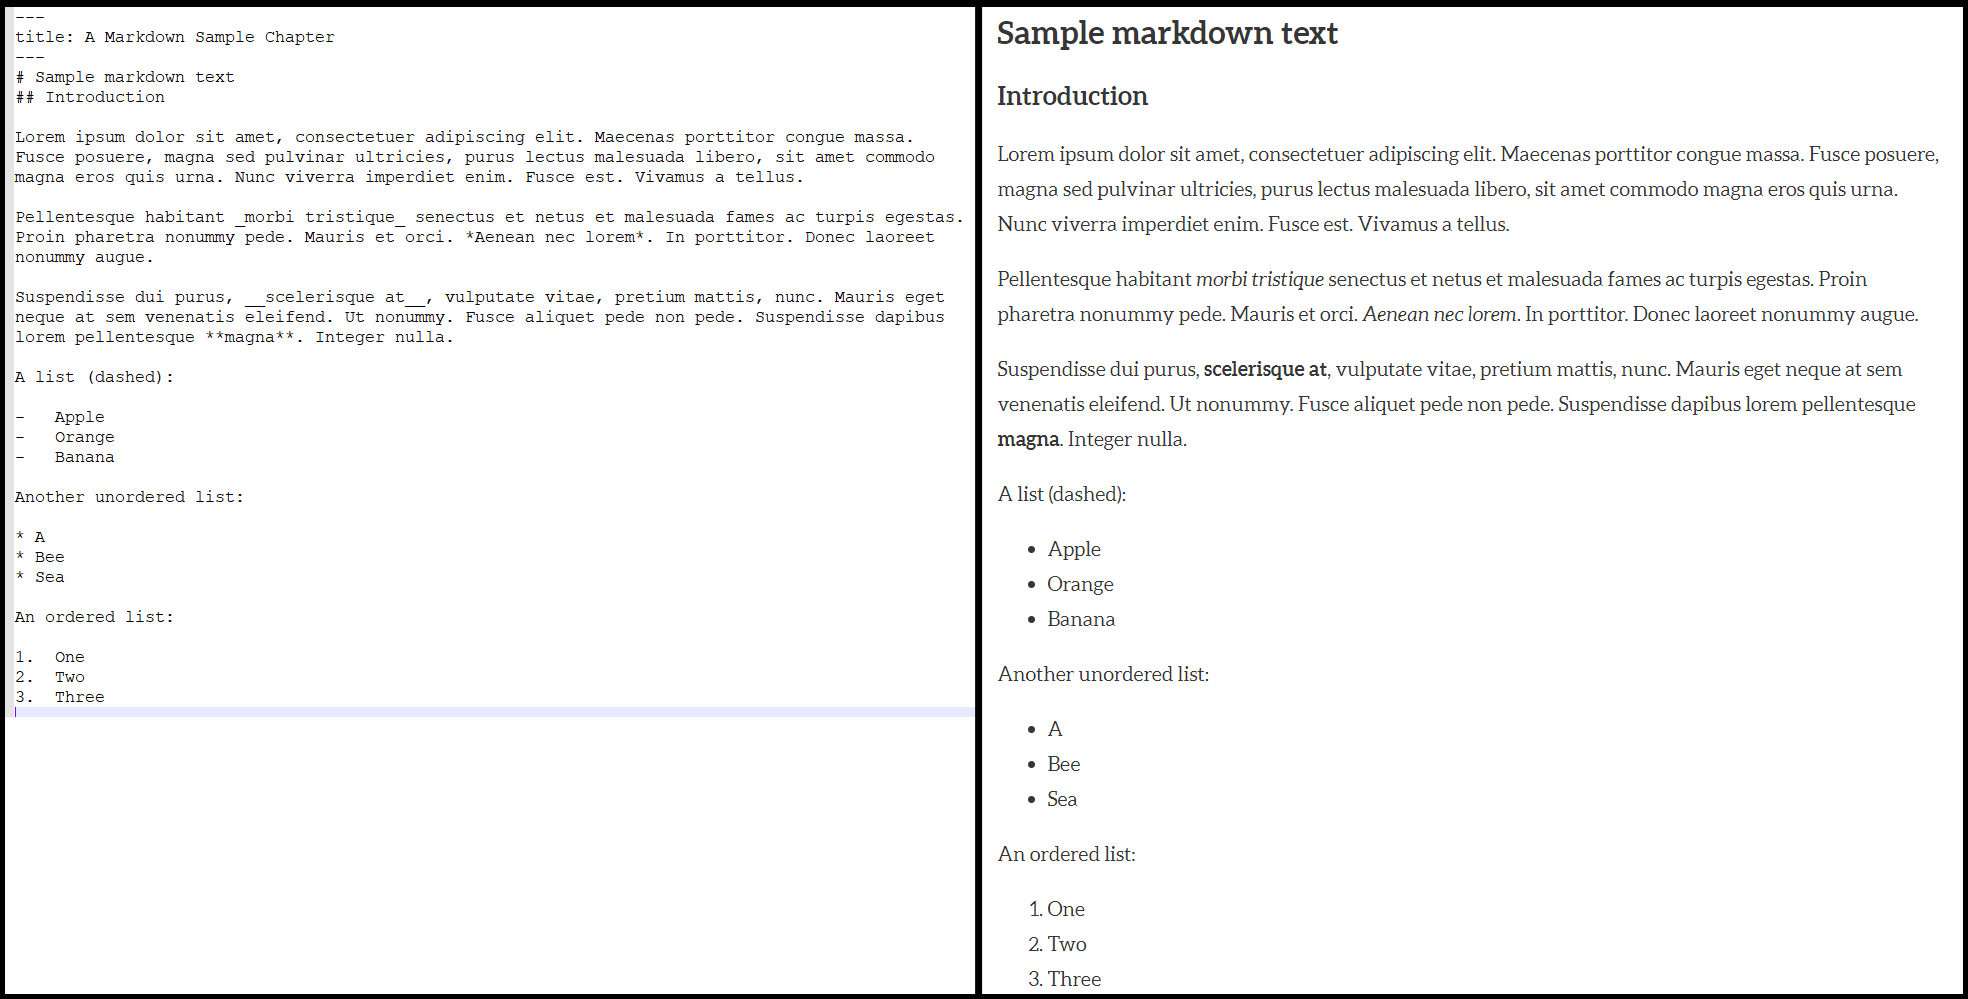 ---
title: A Markdown Sample Chapter
---
# Sample markdown text
## Introduction
Lorem ipsum dolor sit amet, consectetuer adipiscing elit. Maecenas porttitor congue massa.
Fusce posuere, magna sed pulvinar ultricies, purus lectus malesuada libero, sit amet commodo
magna eros quis urna. Nunc viverra imperdiet enim. Fusce est. Vivamus a tellus.
Pellentesque habitant _morbi tristique_ senectus et netus et malesuada fames ac turpis egestas.
Proin pharetra nonummy pede. Mauris et orci. *Aenean nec lorem*. In porttitor. Donec laoreet
nonummy augue.
Suspendisse dui purus, __scelerisque at__, vulputate vitae, pretium mattis, nunc. Mauris eget
neque at sem venenatis eleifend. Ut nonummy. Fusce aliquet pede non pede. Suspendisse dapibus
lorem pellentesque **magna**. Integer nulla.
A list (dashed):
-   Apple
-   Orange
-   Banana
Another unordered list:
* A
* Bee
* Sea
An ordered list:
1.  One
2.  Two
3.  Three
Sample markdown text
Introduction
Lorem ipsum dolor sit amet, consectetuer adipiscing elit. Maecenas porttitor congue massa. Fusce posuere,
magna sed pulvinar ultricies, purus lectus malesuada libero, sit amet commodo magna eros quis urna.
Nunc viverra imperdiet enim. Fusce est. Vivamus a tellus.
Pellentesque habitant morbi tristique senectus et netus et malesuada fames ac turpis egestas. Proin
pharetra nonummy pede. Mauris et orci. Aenean nec lorem. In porttitor. Donec laoreet nonummy augue.
Suspendisse dui purus, scelerisque at, vulputate vitae, pretium mattis, nunc. Mauris eget neque at sem
venenatis eleifend. Ut nonummy. Fusce aliquet pede non pede. Suspendisse dapibus lorem pellentesque
magna. Integer nulla.
A list (dashed):
• Apple
• Orange
• Banana
Another unordered list:
• A
• Bee
• Sea
An ordered list:
1. One
2. Two
3. Three